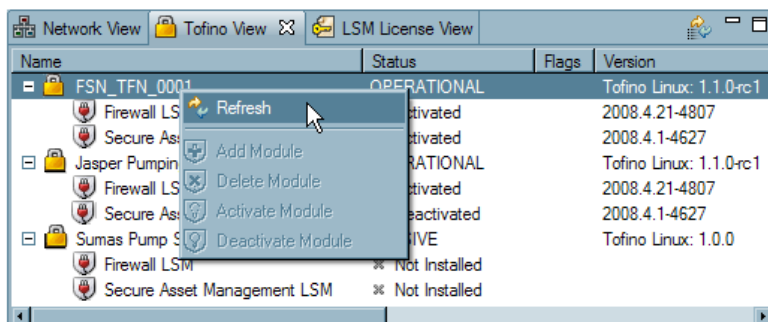 Network View Tofino View LSM License View
Name Status Flags Version
FSN_TFN_0001 OPERATIONAL Tofino Linux: 1.1.0-rc1
Refresh
Firewall LS ctivated 2008.4.21-4807
Secure Ass ctivated 2008.4.1-4627
Add Module
Jasper Pumpin RATIONAL Tofino Linux: 1.1.0-rc1
Delete Module
Firewall LS ctivated 2008.4.21-4807
Activate Module
Secure Ass eactivated 2008.4.1-4627
Deactivate Module
Sumas Pump S IVE Tofino Linux: 1.0.0
Firewall LSM Not Installed
Secure Asset Management LSM Not Installed